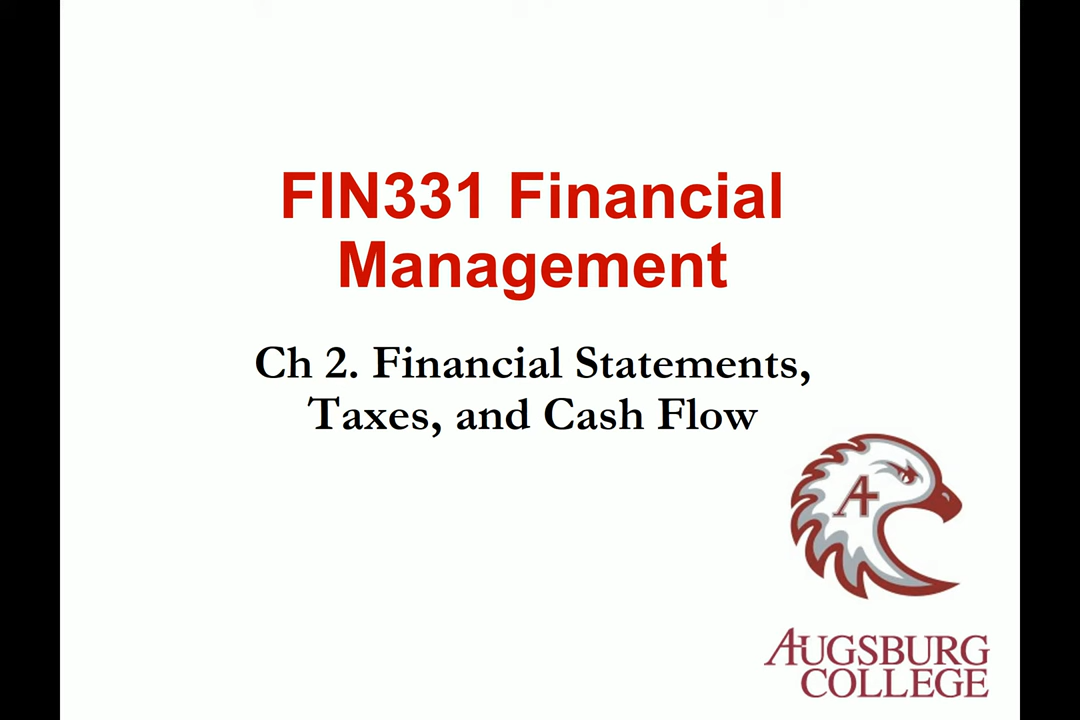 FIN331 Financial
Management
Ch 2. Financial Statements,
Taxes, and Cash Flow
A
AUGSBURG
COLLEGE